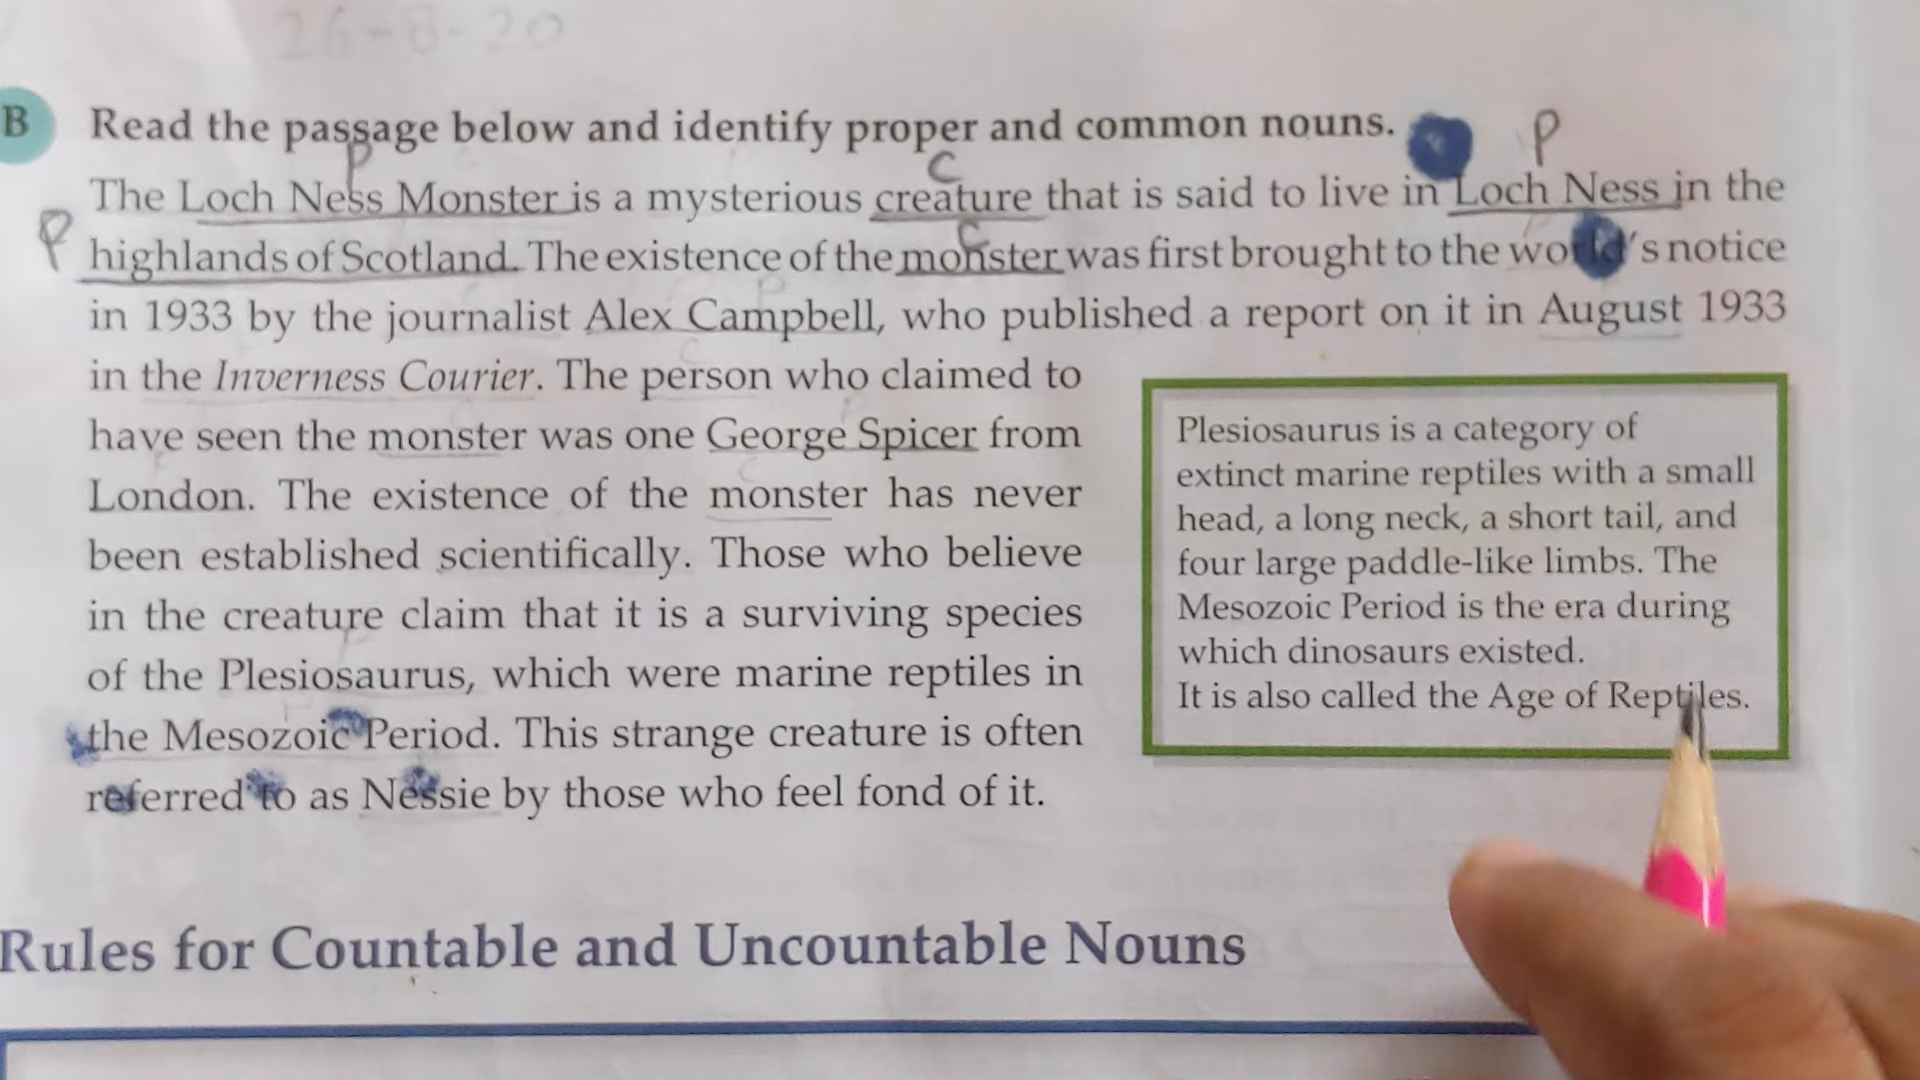 26-8-20
B Read the passage below and identify proper and common nouns.
P C P
The Loch Ness Monster is a mysterious creature that is said to live in Loch Ness in the
P C
highlands of Scotland. The existence of the monster was first brought to the world's notice
in 1933 by the journalist Alex Campbell, who published a report on it in August 1933
in the Inverness Courier. The person who claimed to
have seen the monster was one George Spicer from
London. The existence of the monster has never
been established scientifically. Those who believe
in the creature claim that it is a surviving species
of the Plesiosaurus, which were marine reptiles in
the Mesozoic Period. This strange creature is often
referred to as Nessie by those who feel fond of it.
Plesiosaurus is a category of
extinct marine reptiles with a small
head, a long neck, a short tail, and
four large paddle-like limbs. The
Mesozoic Period is the era during
which dinosaurs existed.
It is also called the Age of Reptiles.
Rules for Countable and Uncountable Nouns